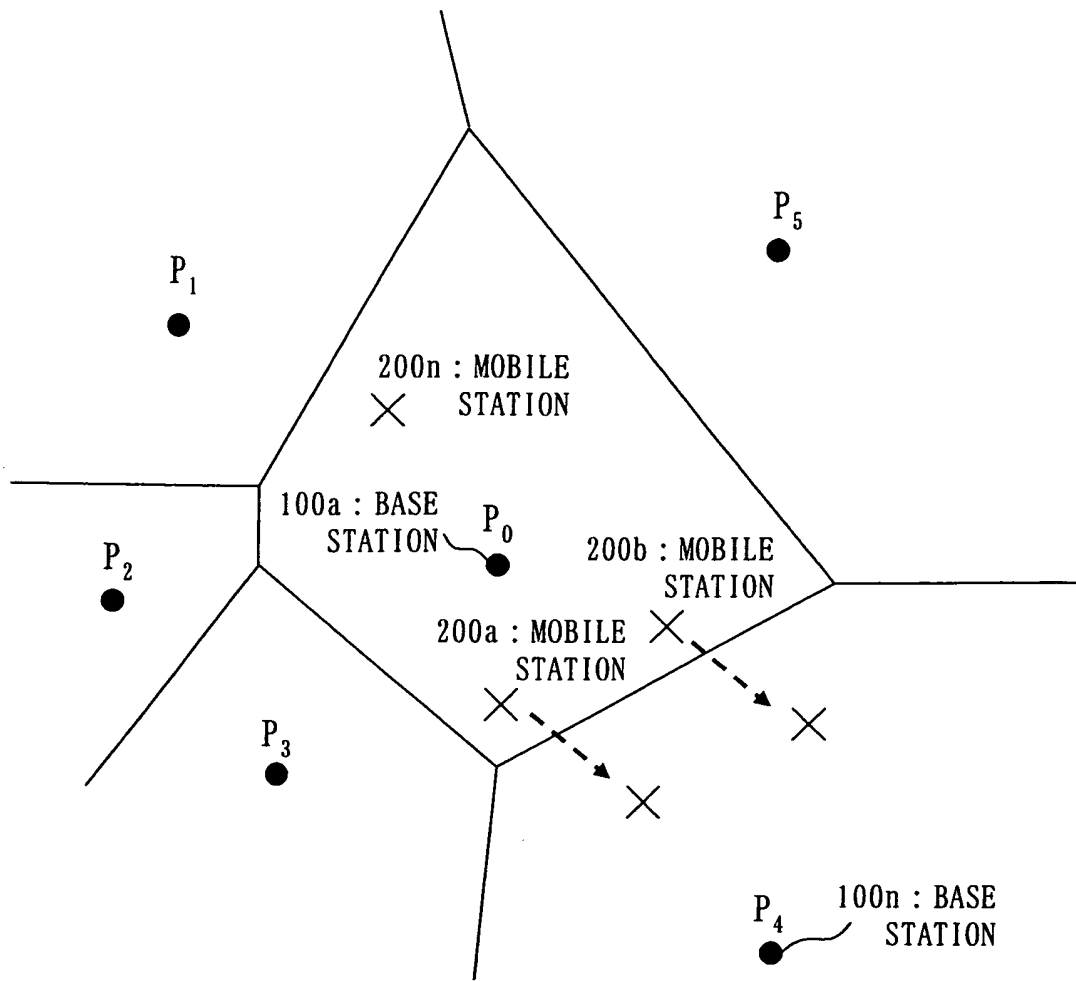 P5
P1
200n : MOBILE
STATION
100a : BASE
STATION
P0
P2
200b : MOBILE
STATION
200a : MOBILE
STATION
P3
100n : BASE
STATION
P4